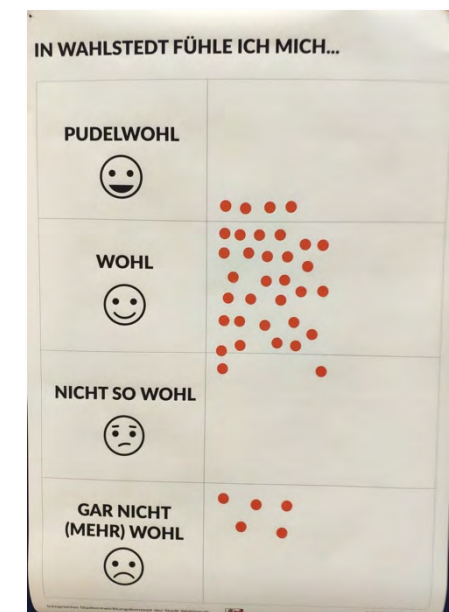 IN WAHLSTEDT FÜHLE ICH MICH...
PUDELWOHL
WOHL
NICHT SO WOHL
GAR NICHT
(MEHR) WOHL